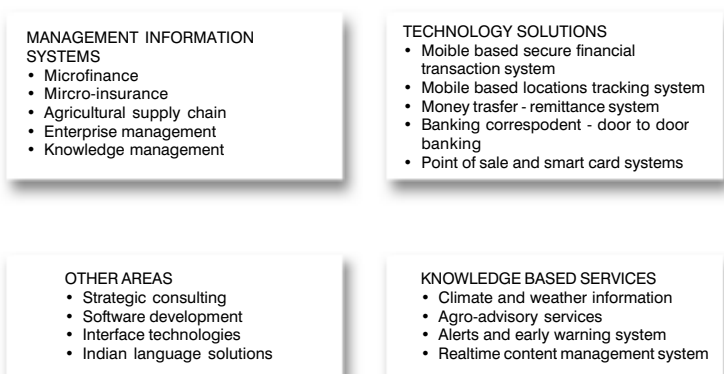 MANAGEMENT INFORMATION
SYSTEMS
• Microfinance
• Mircro-insurance
• Agricultural supply chain
• Enterprise management
• Knowledge management
TECHNOLOGY SOLUTIONS
• Moible based secure financial
transaction system
• Mobile based locations tracking system
• Money trasfer - remittance system
• Banking correspodent - door to door
banking
• Point of sale and smart card systems
OTHER AREAS
• Strategic consulting
• Software development
• Interface technologies
• Indian language solutions
KNOWLEDGE BASED SERVICES
• Climate and weather information
• Agro-advisory services
• Alerts and early warning system
• Realtime content management system